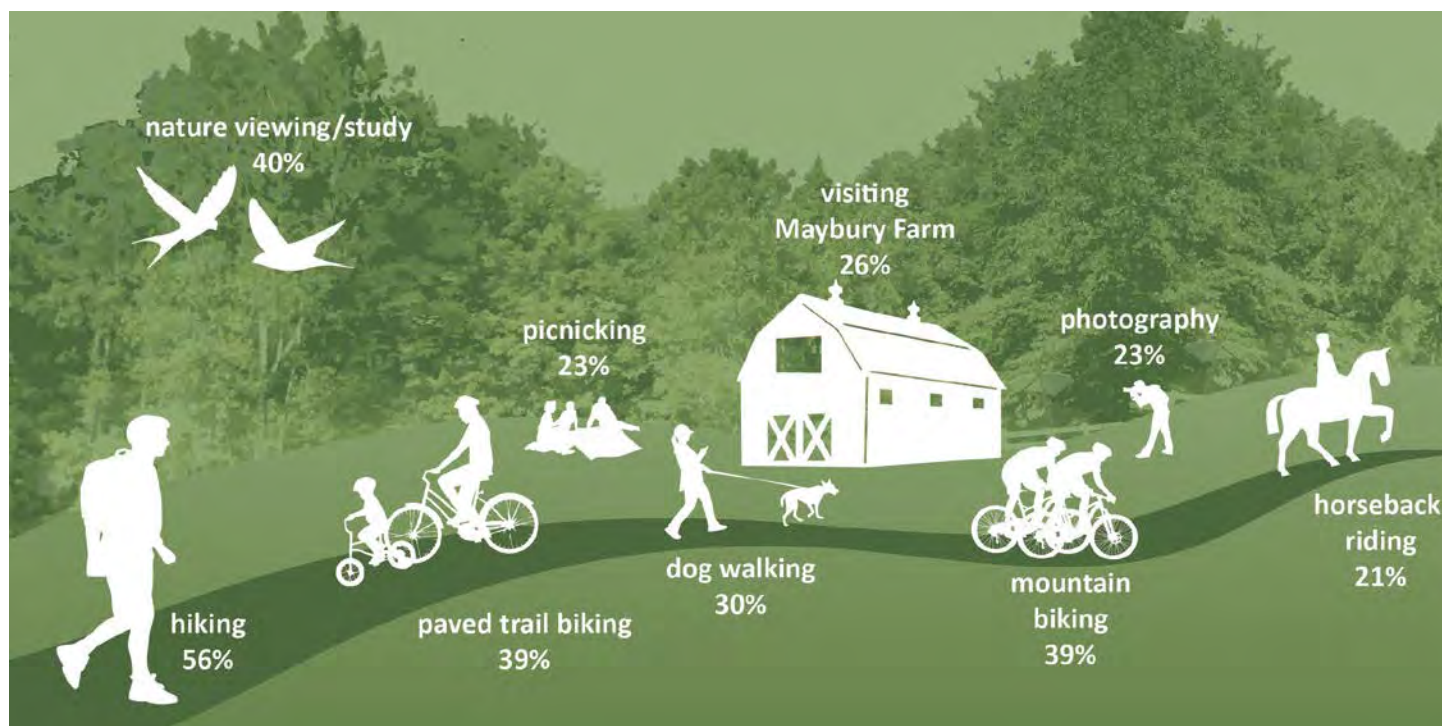 nature viewing/study
40%
visiting
Maybury Farm
26%
picnicking
23%
photography
23%
hiking
56%
paved trail biking
39%
dog walking
30%
mountain
biking
39%
horseback
riding
21%